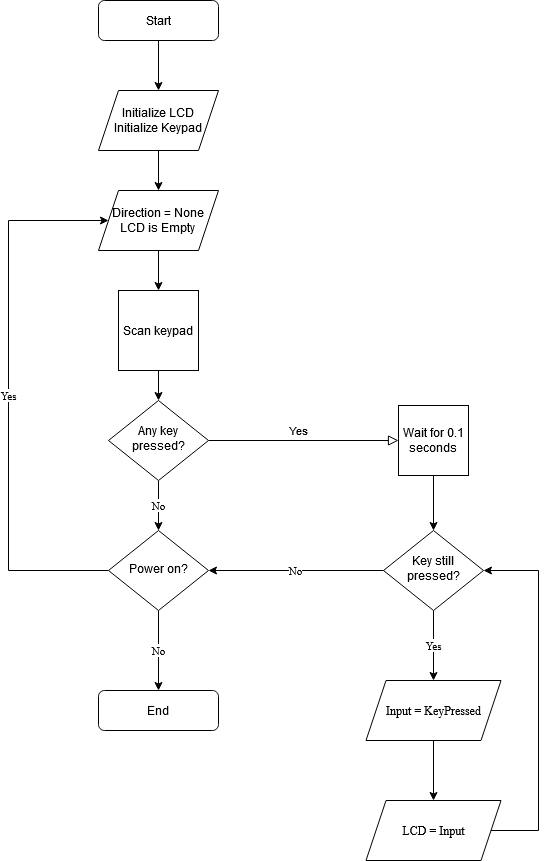 Start
Initialize LCD
Initialize Keypad
Direction = None
LCD is Empty
Scan keypad
Yes
Any key
pressed?
Yes
Wait for 0.1
seconds
No
Power on?
No
Key still
pressed?
No
Yes
End
Input = KeyPressed
LCD = Input